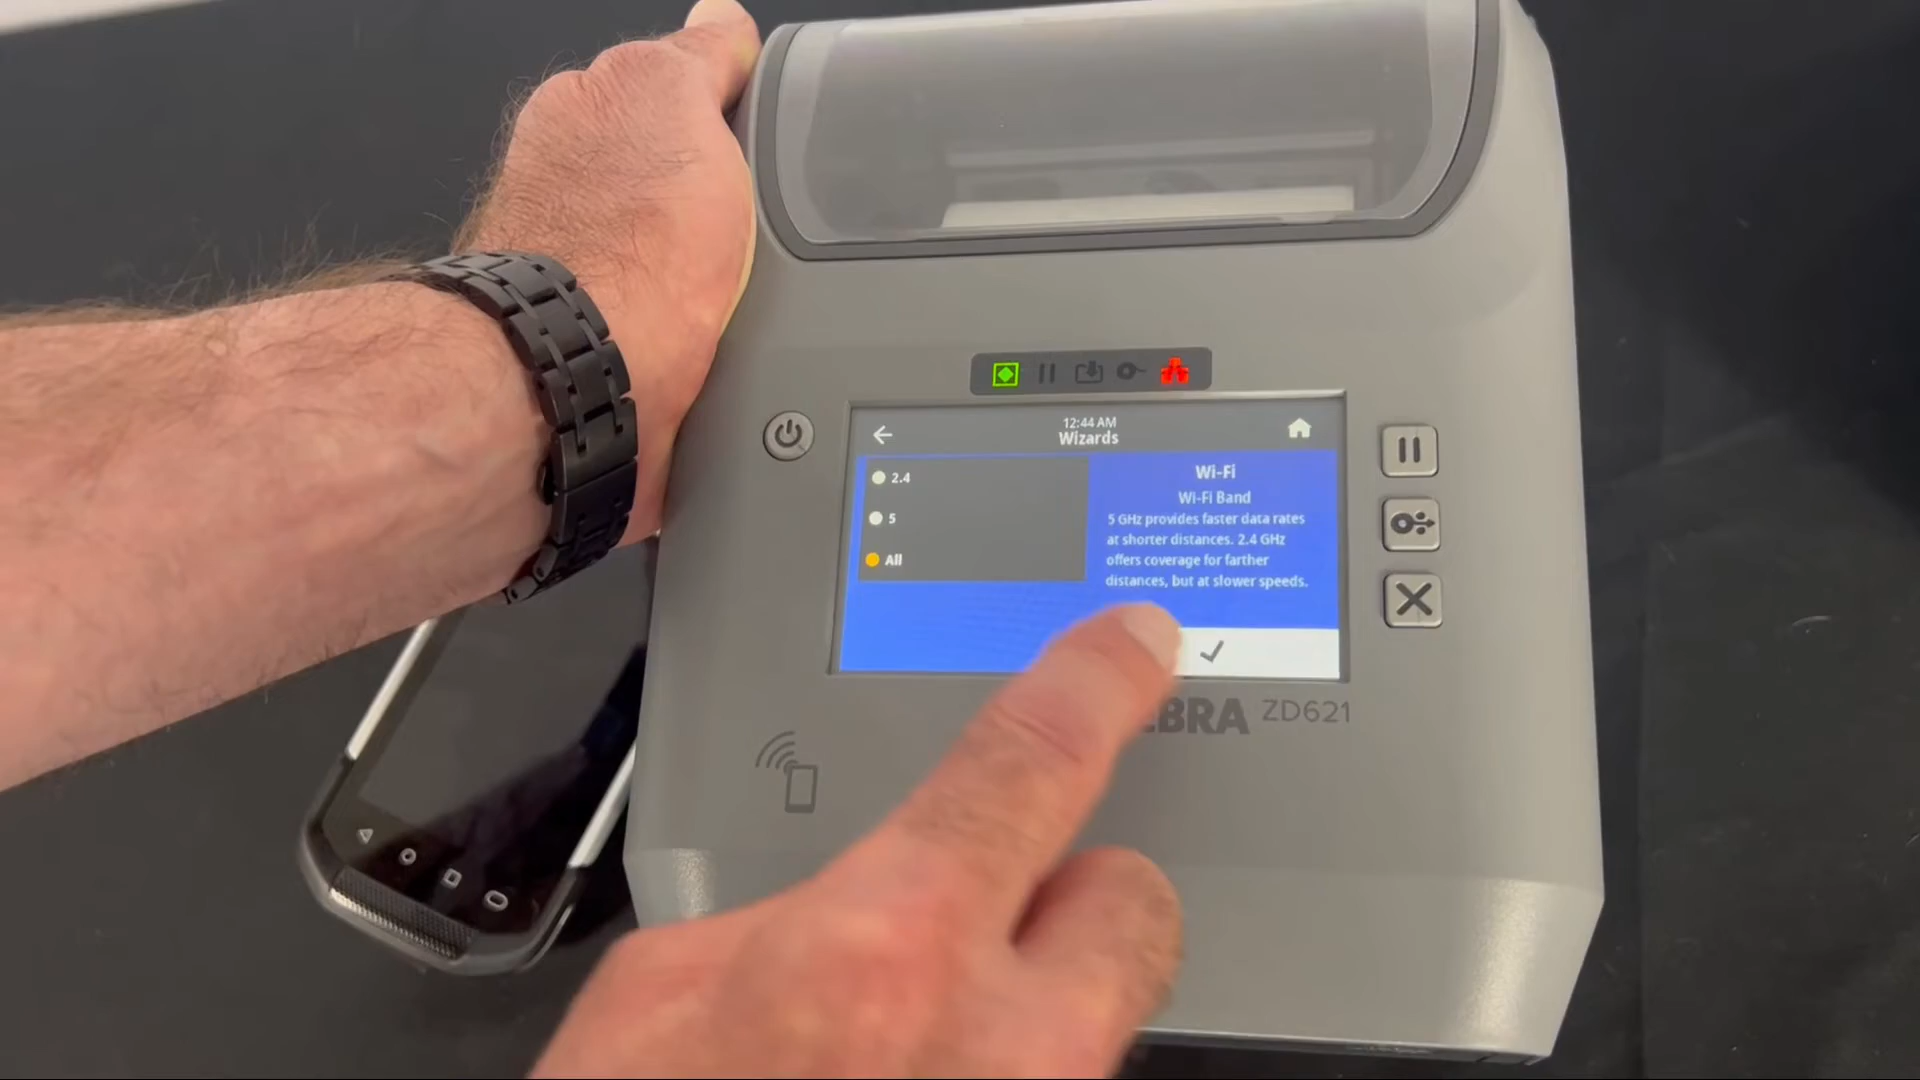 12:44 AM
Wizards
2.4
5
All
Wi-Fi
Wi-Fi Band
5 GHz provides faster data rates
at shorter distances. 2.4 GHz
offers coverage for farther
distances, but at slower speeds.
EBRA ZD621